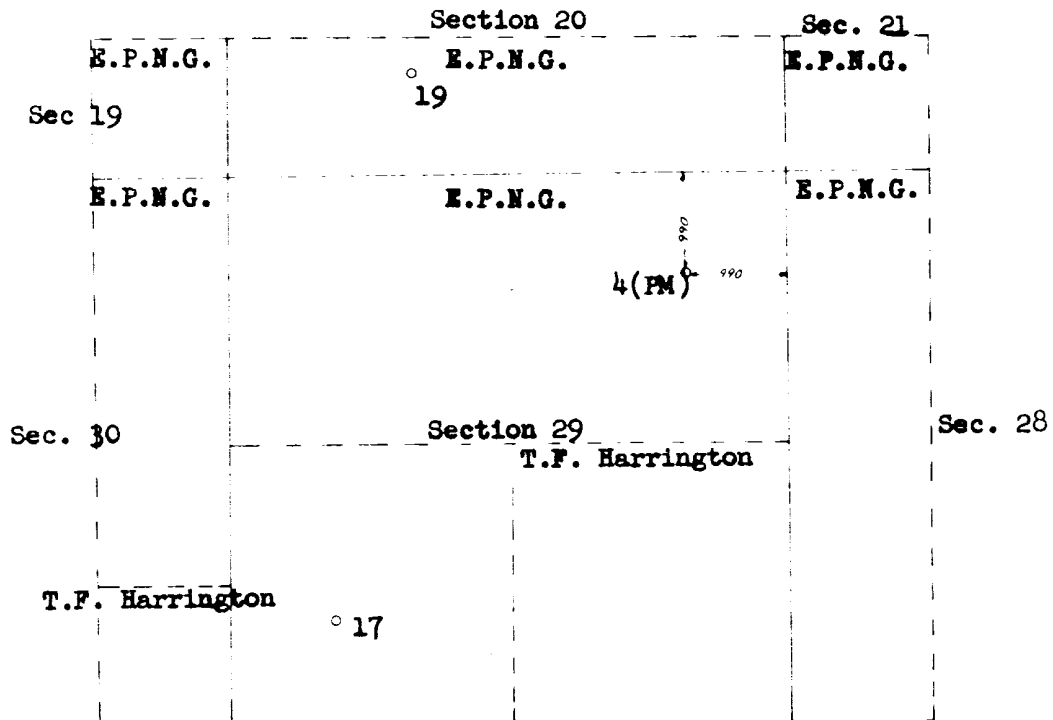 Section 20
Sec. 21
E.P.N.G.
E.P.N.G.
E.P.N.G.
19
Sec 19
E.P.N.G.
E.P.N.G.
E.P.N.G.
990
4(PM)
990
Sec. 30
Section 29
Sec. 28
T.F. Harrington
T.F. Harrington
17